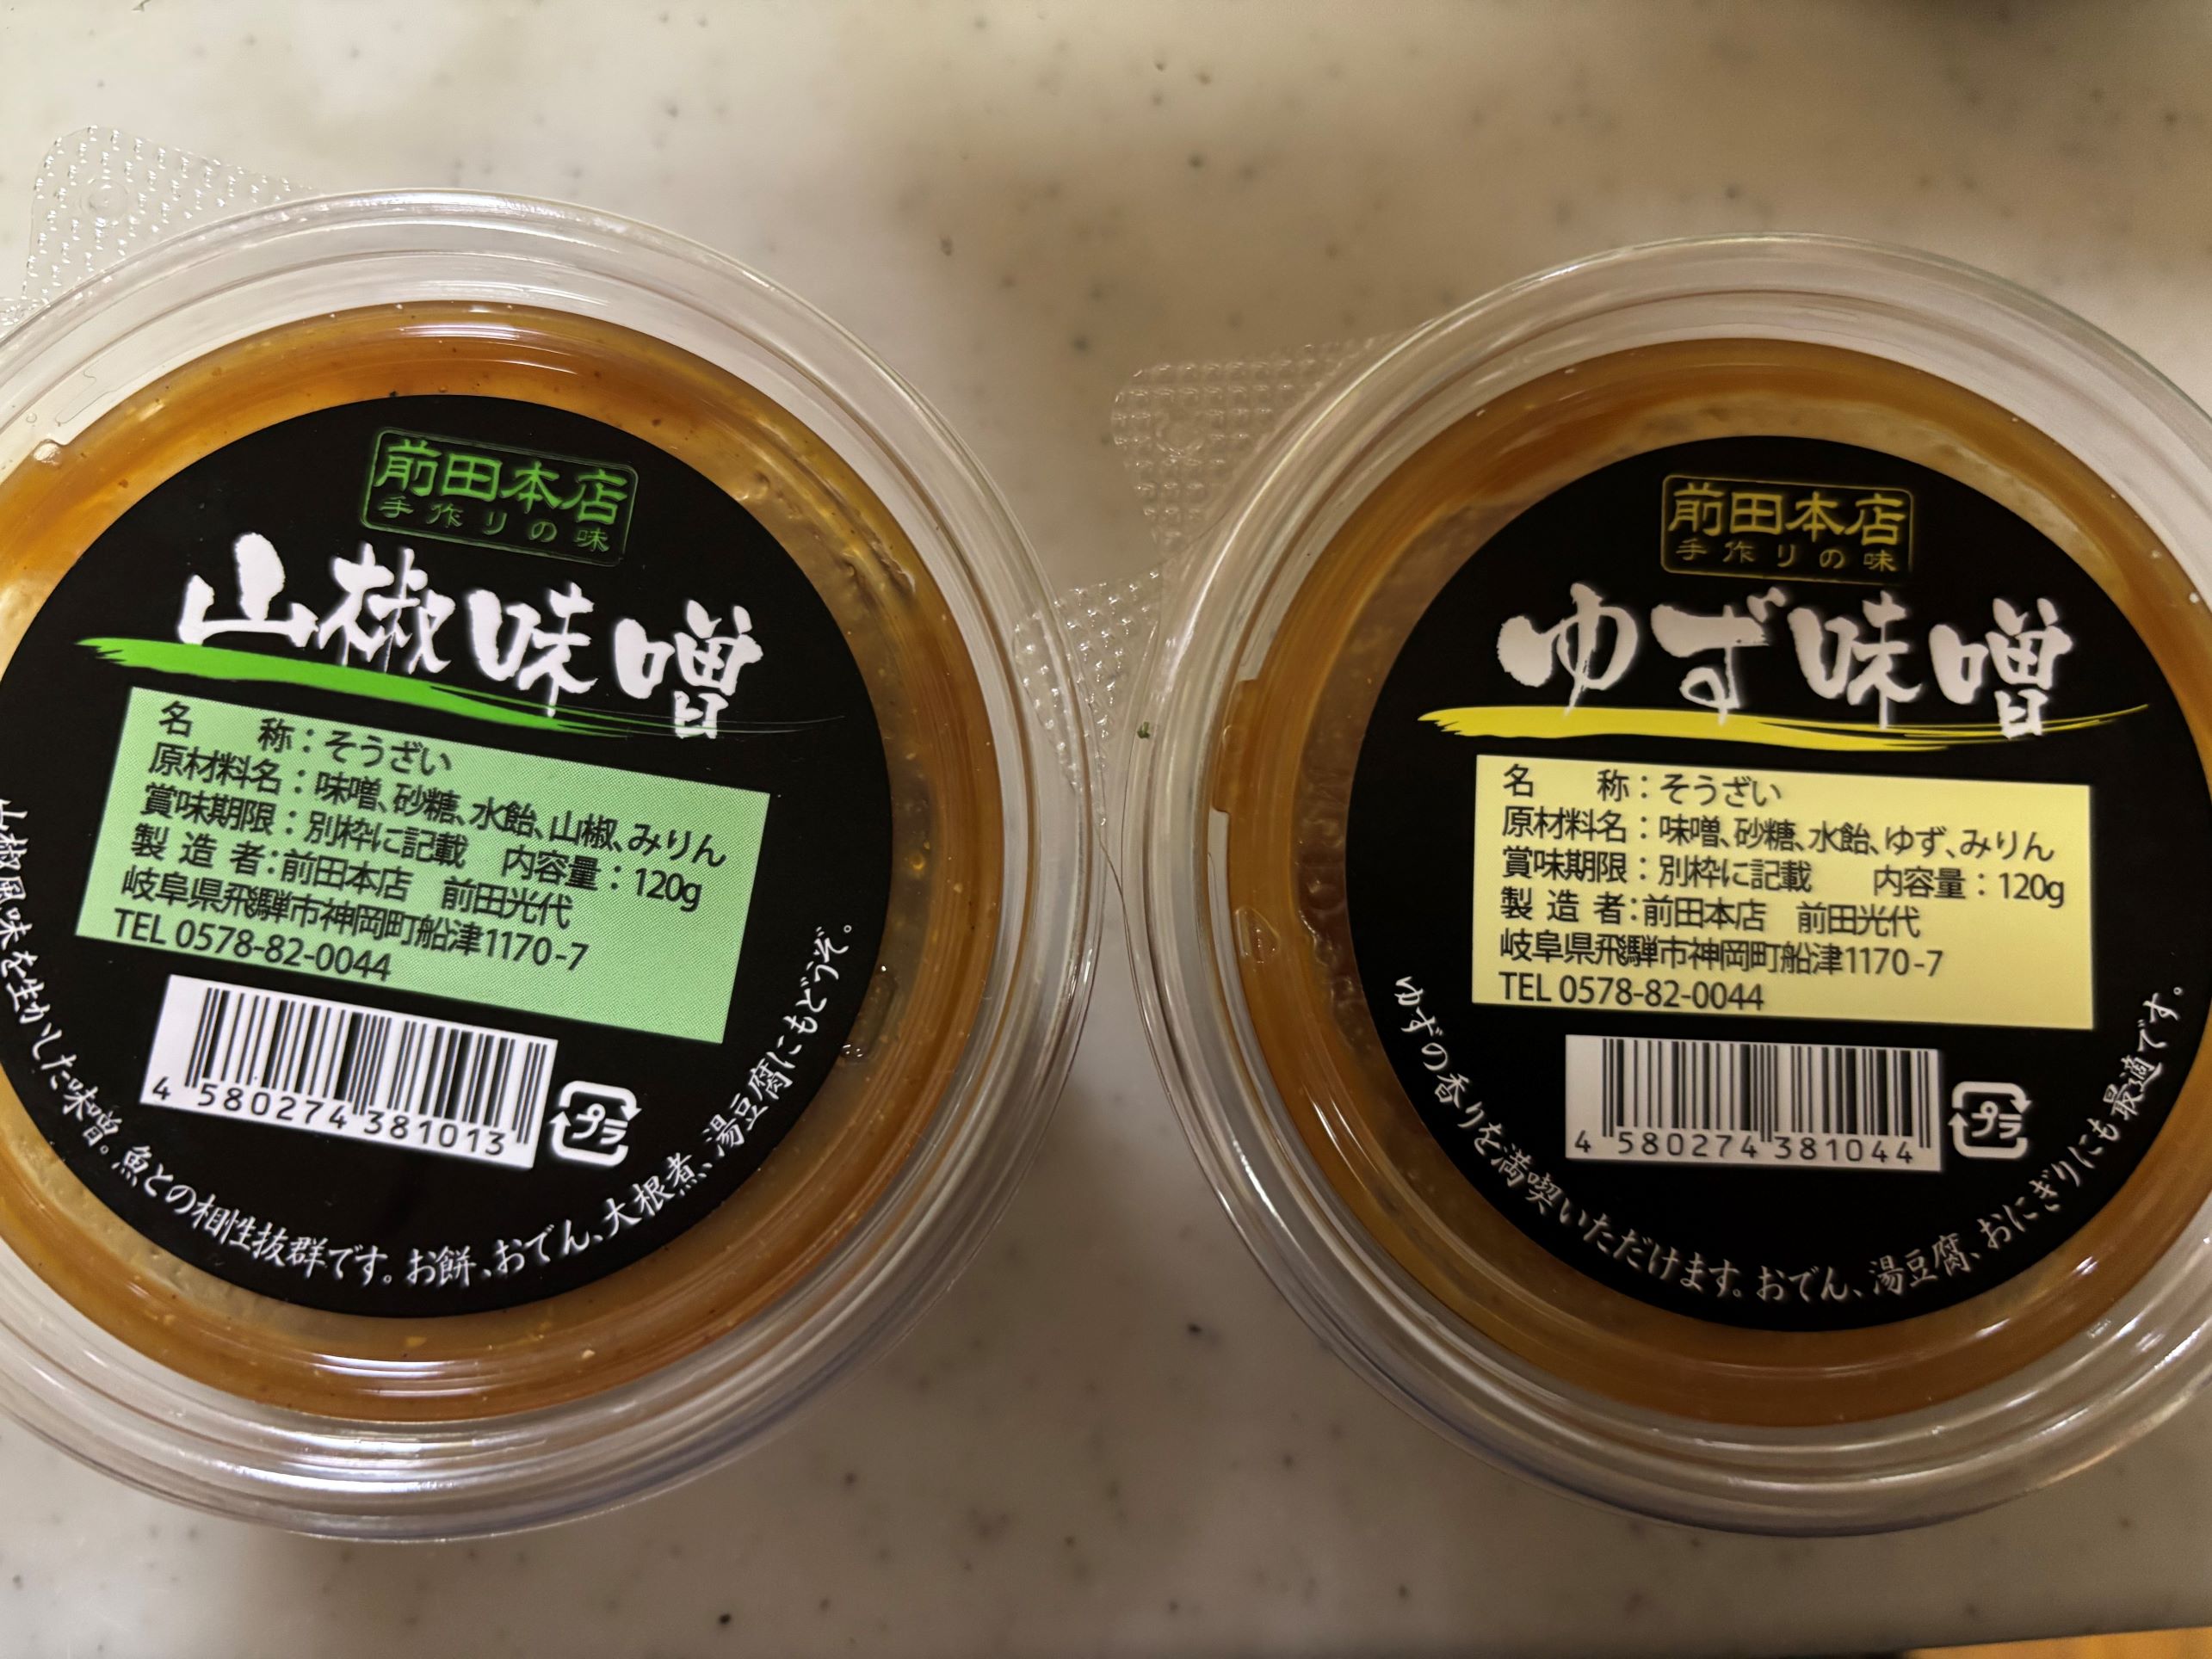 前田本店
手作りの味
山椒味噌
名 称：そうざい
原材料名：味噌、砂糖、水飴、山椒、みりん
賞味期限：別枠に記載 内容量：120g
製造者：前田本店 前田光代
岐阜県飛騨市神岡町船津1170-7
TEL 0578-82-0044
4 580274 381013
プラ
山椒風味を生かした味噌。魚との相性抜群です。お餅、おでん、大根煮、湯豆腐にもどうぞ。
前田本店
手作りの味
ゆず味噌
名 称：そうざい
原材料名：味噌、砂糖、水飴、ゆず、みりん
賞味期限：別枠に記載 内容量：120g
製造者：前田本店 前田光代
岐阜県飛騨市神岡町船津1170-7
TEL 0578-82-0044
4 580274 381044
プラ
ゆずの香りを満喫いただけます。おでん、湯豆腐、おにぎりにも最適です。